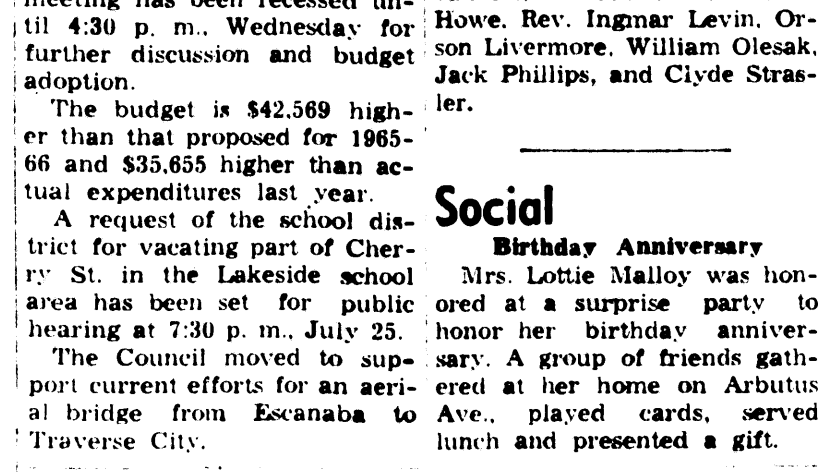 meeting has been recessed un-
til 4:30 p. m., Wednesday for
further discussion and budget
adoption.
The budget is $42,569 high-
er than that proposed for 1965-
66 and $35,655 higher than ac-
tual expenditures last year.
A request of the school dis-
trict for vacating part of Cher-
ry St. in the Lakeside school
area has been set for public
hearing at 7:30 p. m., July 25.
The Council moved to sup-
port current efforts for an aeri-
al bridge from Escanaba to
Traverse City.
Howe, Rev. Ingmar Levin, Or-
son Livermore, William Olesak,
Jack Phillips, and Clyde Stras-
ler.
Social
Birthday Anniversary
Mrs. Lottie Malloy was hon-
ored at a surprise party to
honor her birthday anniver-
sary. A group of friends gath-
ered at her home on Arbutus
Ave., played cards, served
lunch and presented a gift.